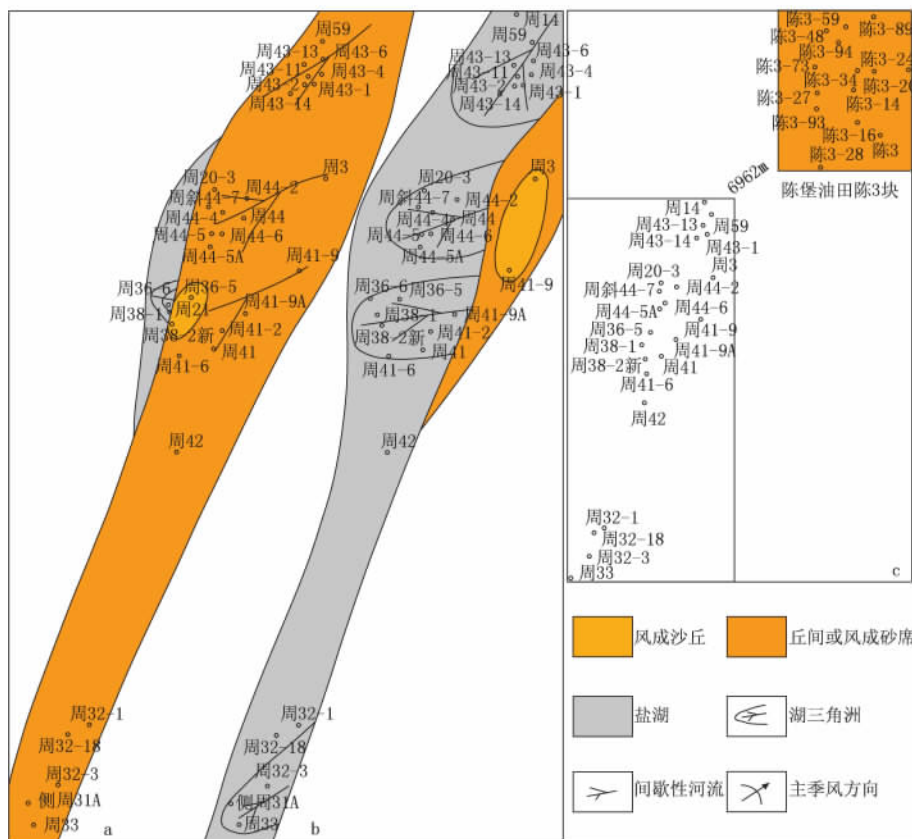 周59
周43-13
周43-6
周43-11
周43-4
周43-2
周43-1
周43-14
周3
周20-3
周44-2
周斜44-7
周44-4
周44
周44-5
周44-6
周44-5A
周41-9
周36-6
周36-5
周21
周38-1
周41-9A
周38-2新
周41-2
周41
周41-6
周42
周32-1
周32-18
周32-3
侧周31A
周33
a
周14
周59
周43-6
周43-13
周43-11
周43-4
周43-2
周43-1
周43-14
周3
周20-3
周斜44-7
周44-2
周44-4
周44
周44-5
周44-6
周44-5A
周41-9
周36-6
周36-5
周38-1
周41-9A
周38-2新
周41-2
周41
周41-6
周42
周32-1
周32-18
周32-3
侧周31A
周33
b
陈3-59
陈3-89
陈3-48
陈3-94
陈3-24
陈3-73
陈3-34
陈3-20
陈3-27
陈3-14
陈3-93
陈3-16
陈3
陈3-28
陈堡油田陈3块
6962m
周14
周59
周43-13
周43-14
周43-1
周3
周20-3
周44-2
周斜44-7
周44-5A
周44-6
周36-5
周41-9
周38-1
周41-9A
周38-2新
周41
周41-6
周42
周32-1
周32-18
周32-3
周33
c
风成沙丘
丘间或风成砂席
盐湖
湖三角洲
间歇性河流
主季风方向